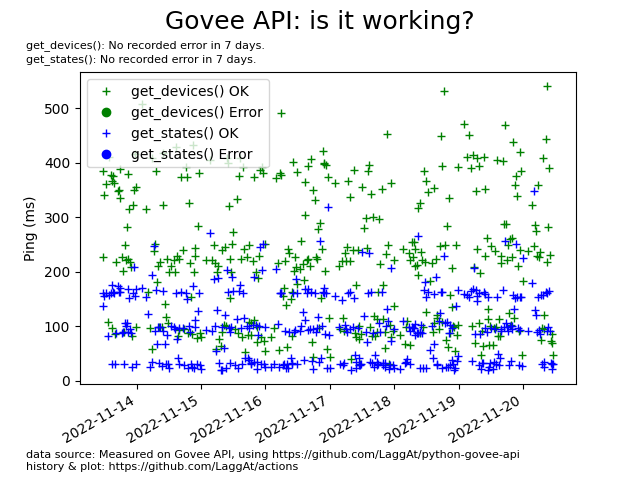 Govee API: is it working?
get_devices(): No recorded error in 7 days.
get_states(): No recorded error in 7 days.
get_devices() OK
get_devices() Error
get_states() OK
get_states() Error
Ping (ms)
500
400
300
200
100
0
2022-11-14
2022-11-15
2022-11-16
2022-11-17
2022-11-18
2022-11-19
2022-11-20
data source: Measured on Govee API, using https://github.com/LaggAt/python-govee-api
history & plot: https://github.com/LaggAt/actions